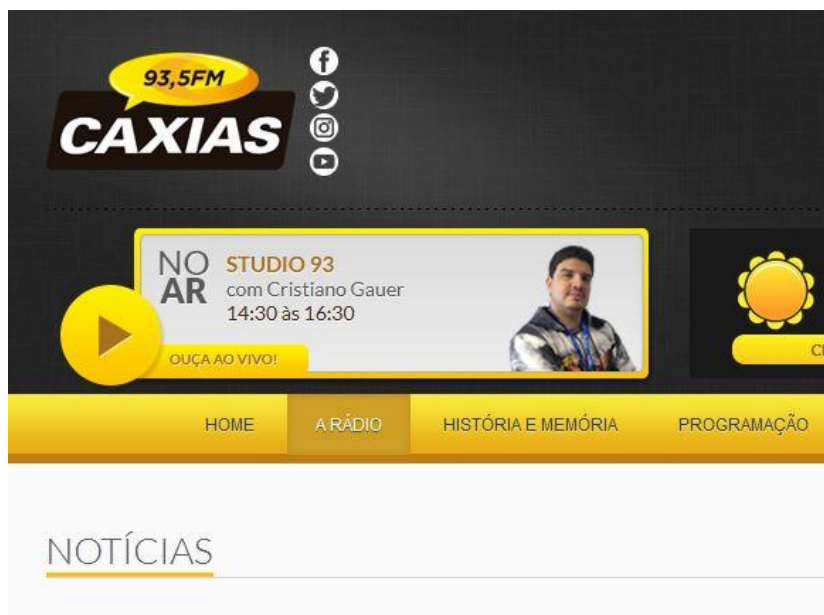 93,5FM
CAXIAS
NO AR
STUDIO 93
com Cristiano Gauer
14:30 às 16:30
OUÇA AO VIVO!
HOME A RÁDIO HISTÓRIA E MEMÓRIA PROGRAMAÇÃO
NOTÍCIAS